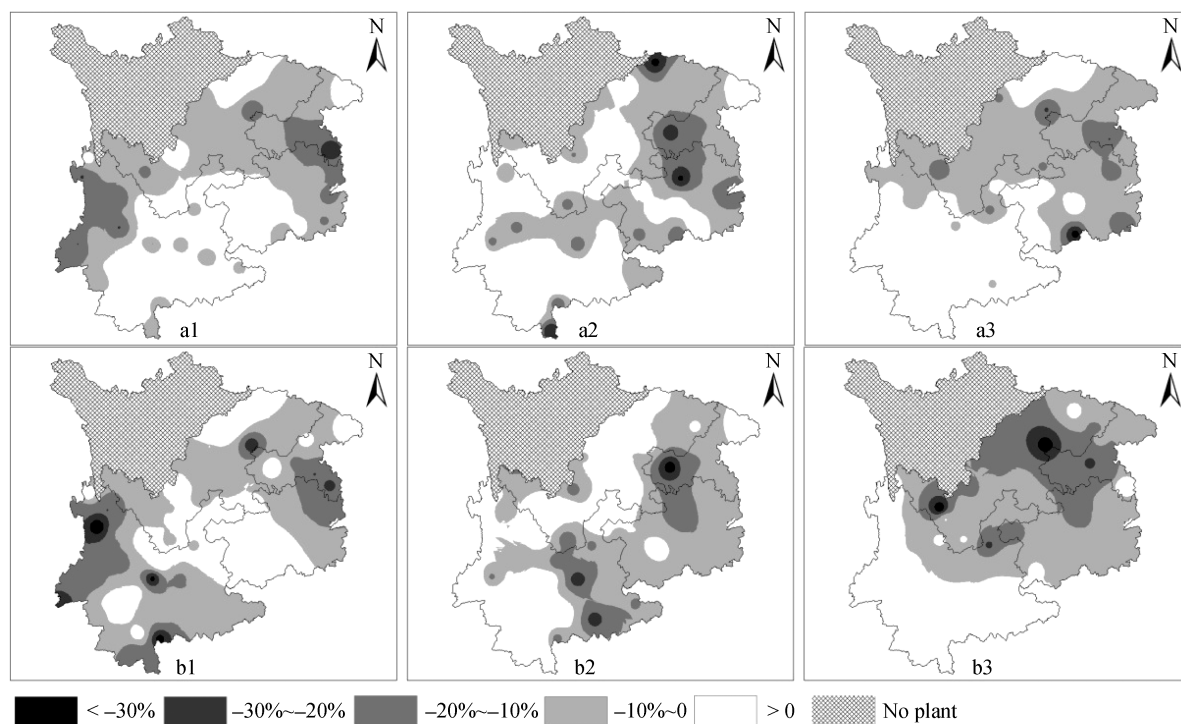 N
N
N
a1
a2
a3
N
N
N
b1
b2
b3
< –30%
–30%~–20%
–20%~–10%
–10%~0
> 0
No plant